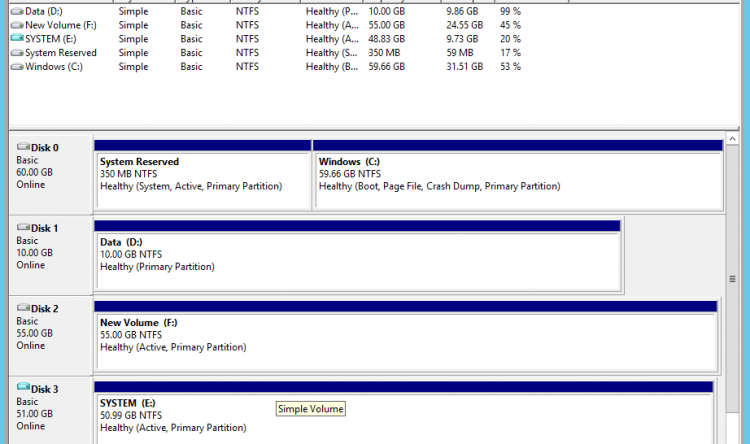 Data (D:) Simple Basic NTFS Healthy (P... 10.00 GB 9.86 GB 99 %
New Volume (F:) Simple Basic NTFS Healthy (A... 55.00 GB 24.55 GB 45 %
SYSTEM (E:) Simple Basic NTFS Healthy (A... 48.83 GB 9.73 GB 20 %
System Reserved Simple Basic NTFS Healthy (S... 350 MB 59 MB 17 %
Windows (C:) Simple Basic NTFS Healthy (B... 59.66 GB 31.51 GB 53 %
Disk 0
Basic
60.00 GB
Online
System Reserved
350 MB NTFS
Healthy (System, Active, Primary Partition)
Windows (C:)
59.66 GB NTFS
Healthy (Boot, Page File, Crash Dump, Primary Partition)
Disk 1
Basic
10.00 GB
Online
Data (D:)
10.00 GB NTFS
Healthy (Primary Partition)
Disk 2
Basic
55.00 GB
Online
New Volume (F:)
55.00 GB NTFS
Healthy (Active, Primary Partition)
Disk 3
Basic
51.00 GB
Online
SYSTEM (E:)
50.99 GB NTFS
Healthy (Active, Primary Partition)
Simple Volume